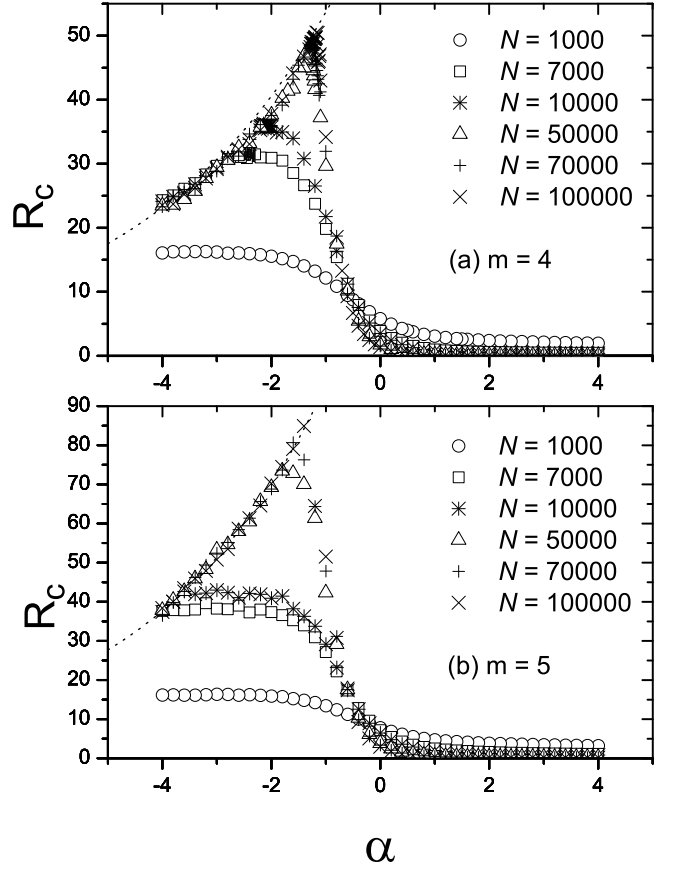 50
40
30
20
10
0
R_C
N = 1000
N = 7000
N = 10000
N = 50000
N = 70000
N = 100000
(a) m = 4
-4 -2 0 2 4
90
80
70
60
50
40
30
20
10
0
R_C
N = 1000
N = 7000
N = 10000
N = 50000
N = 70000
N = 100000
(b) m = 5
-4 -2 0 2 4
α